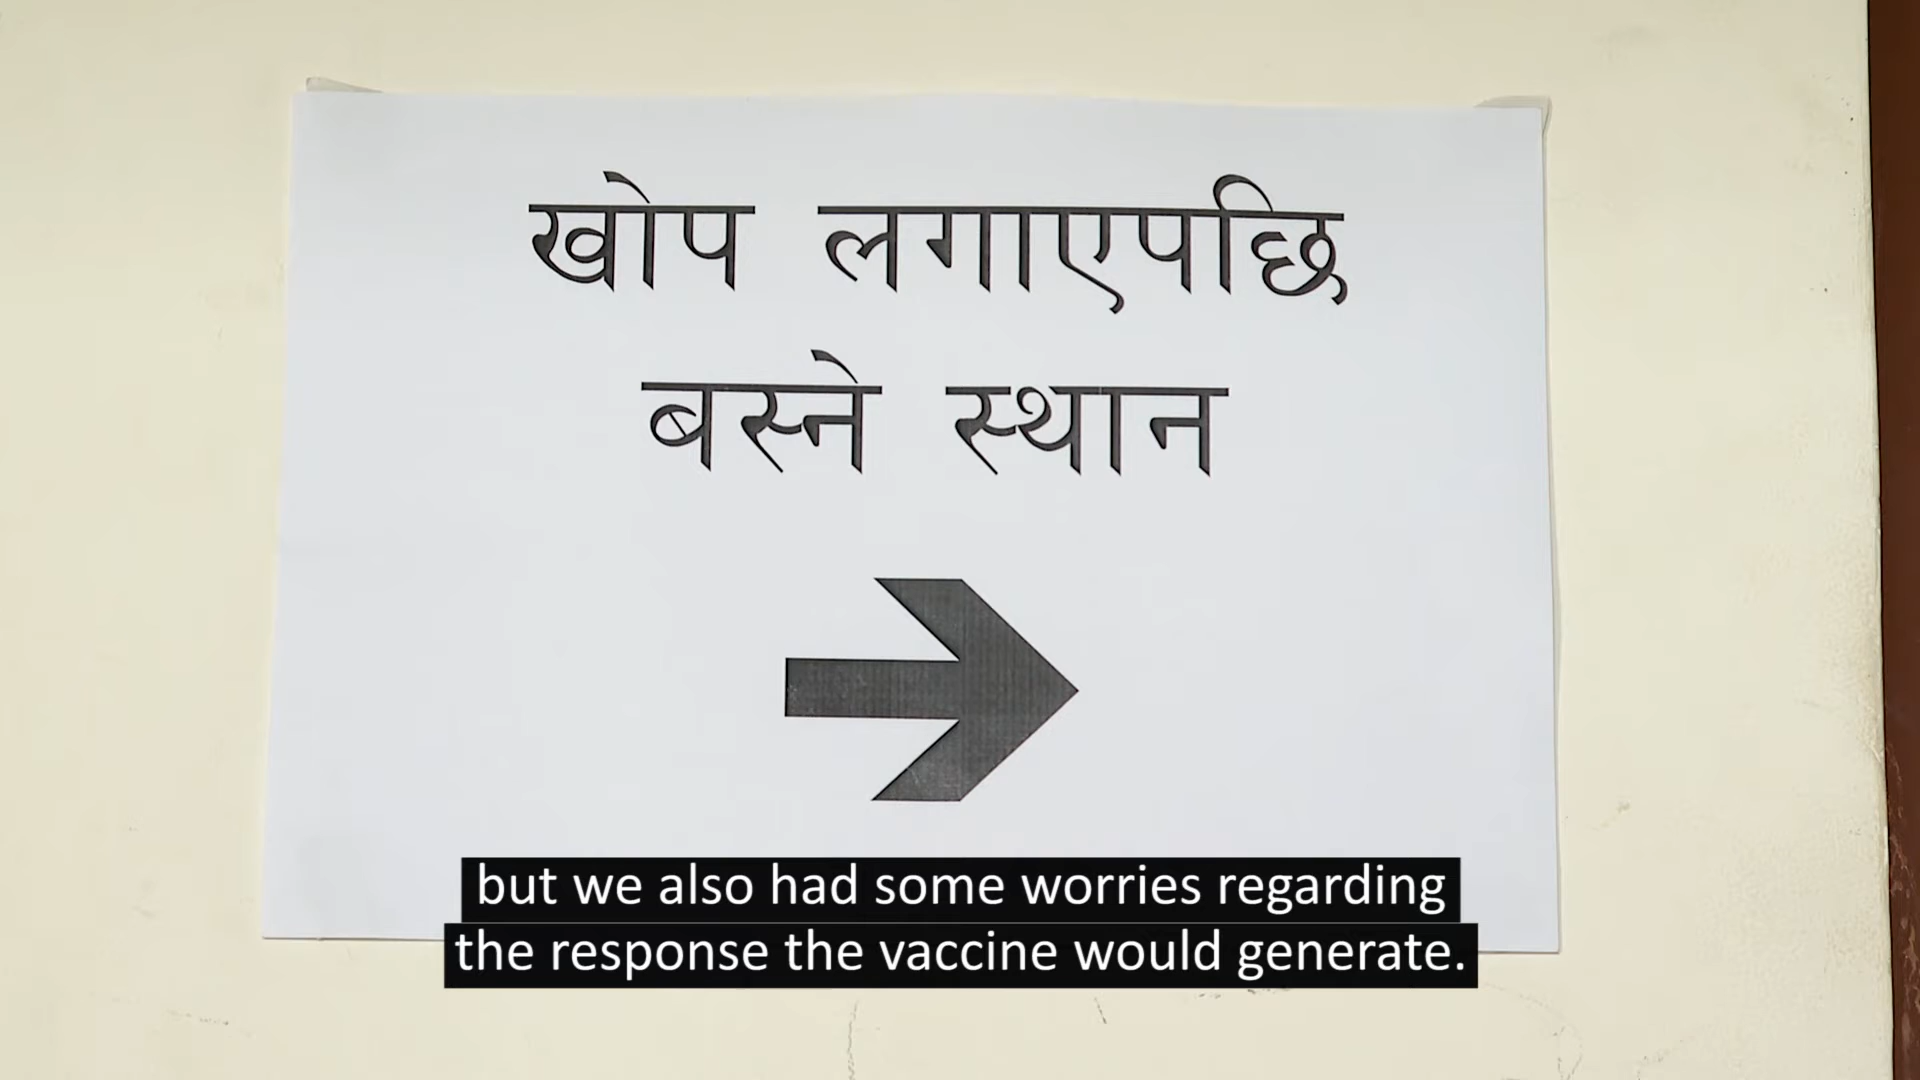 खोप लगाएपछि
बस्ने स्थान
but we also had some worries regarding
the response the vaccine would generate.